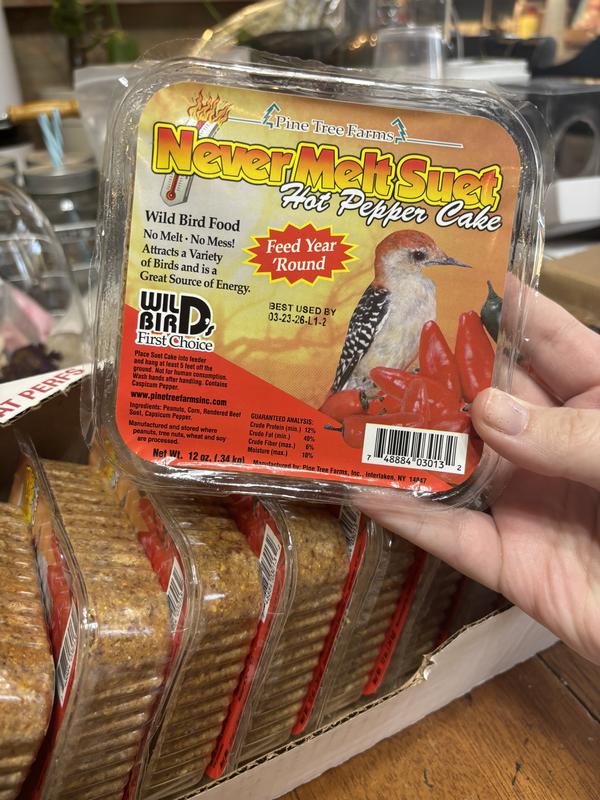 Pine Tree Farms
Never Melt Suet
Hot Pepper Cake
Wild Bird Food
No Melt · No Mess!
Attracts a Variety
of Birds and is a
Great Source of Energy.
Feed Year
'Round
WILD
BIRDs
First Choice
BEST USED BY
03-23-26-L1-2
Place Suet Cake into feeder
and hang at least 5 feet off the
ground. Not for human consumption.
Wash hands after handling. Contains
Caspicum Pepper.
www.pinetreefarmsinc.com
Ingredients: Peanuts, Corn, Rendered Beef
Suet, Capsicum Pepper.
Manufactured and stored where
peanuts, tree nuts, wheat and soy
are processed.
Net Wt. 12 oz. (.34 kg)
GUARANTEED ANALYSIS:
Crude Protein (min.) 12%
Crude Fat (min.) 40%
Crude Fiber (max.) 6%
Moisture (max.) 10%
Manufactured by: Pine Tree Farms, Inc., Interlaken, NY 14847
7 48884 03013 2
AT PERFS